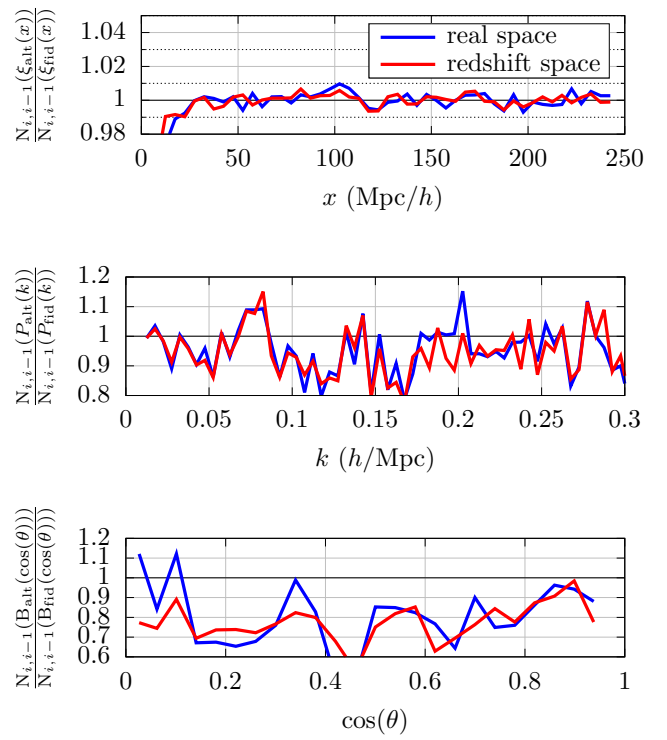 N_{i,i−1}(ξ_alt(x))
N_{i,i−1}(ξ_fid(x))
1.04
1.02
1
0.98
real space
redshift space
0 50 100 150 200 250
x (Mpc/h)
N_{i,i−1}(P_alt(k))
N_{i,i−1}(P_fid(k))
1.2
1.1
1
0.9
0.8
0 0.05 0.1 0.15 0.2 0.25 0.3
k (h/Mpc)
N_{i,i−1}(B_alt(cos(θ)))
N_{i,i−1}(B_fid(cos(θ)))
1.2
1.1
1
0.9
0.8
0.7
0.6
0 0.2 0.4 0.6 0.8 1
cos(θ)